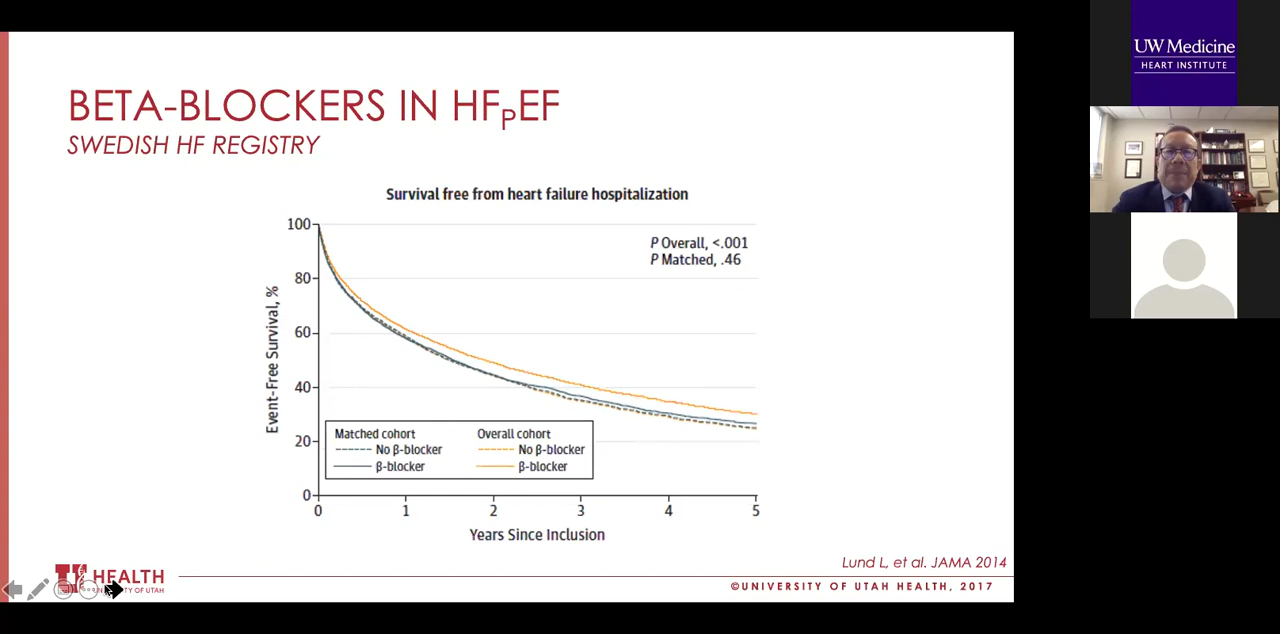 BETA-BLOCKERS IN HFPEF
SWEDISH HF REGISTRY
Survival free from heart failure hospitalization
P Overall, <.001
P Matched, .46
Event-Free Survival, %
100
80
60
40
20
0
Matched cohort
No β-blocker
β-blocker
Overall cohort
No β-blocker
β-blocker
0 1 2 3 4 5
Years Since Inclusion
Lund L, et al. JAMA 2014
HEALTH
UNIVERSITY OF UTAH
©UNIVERSITY OF UTAH HEALTH, 2017
UW Medicine
HEART INSTITUTE